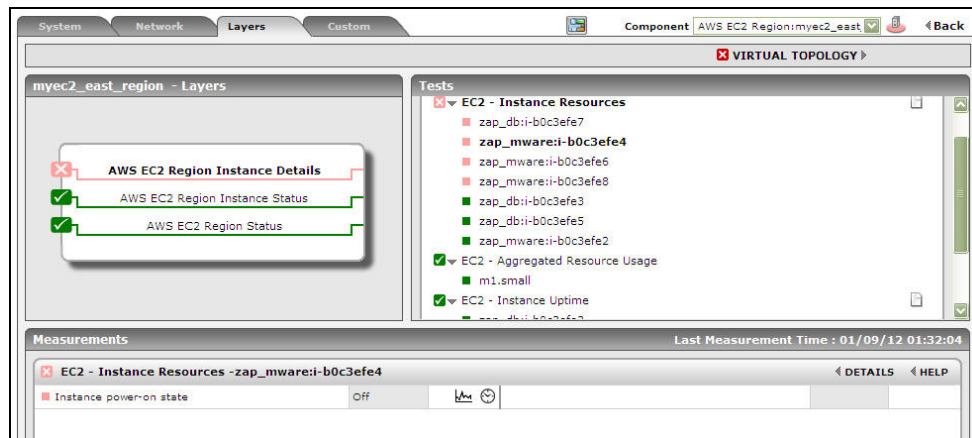 System Network Layers Custom Component AWS EC2 Region:myec2_east Back
VIRTUAL TOPOLOGY
myec2_east_region - Layers
AWS EC2 Region Instance Details
AWS EC2 Region Instance Status
AWS EC2 Region Status
Tests
EC2 - Instance Resources
zap_db:i-b0c3efe7
zap_mware:i-b0c3efe4
zap_mware:i-b0c3efe6
zap_mware:i-b0c3efe8
zap_db:i-b0c3efe3
zap_db:i-b0c3efe5
zap_mware:i-b0c3efe2
EC2 - Aggregated Resource Usage
m1.small
EC2 - Instance Uptime
Measurements Last Measurement Time : 01/09/12 01:32:04
EC2 - Instance Resources -zap_mware:i-b0c3efe4 DETAILS HELP
Instance power-on state Off